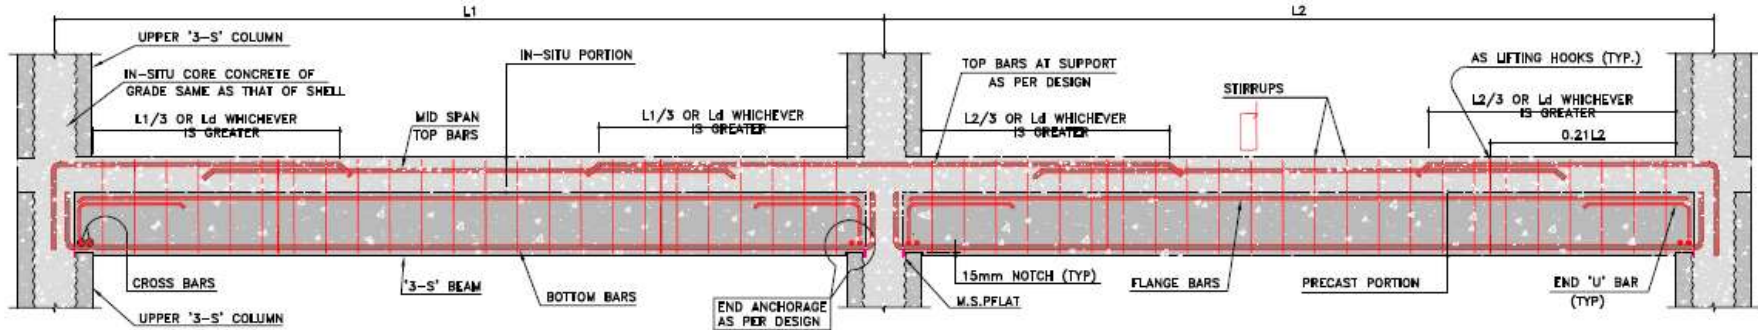 L1
L2
UPPER '3-S' COLUMN
IN-SITU CORE CONCRETE OF
GRADE SAME AS THAT OF SHELL
IN-SITU PORTION
TOP BARS AT SUPPORT
AS PER DESIGN
AS LIFTING HOOKS (TYP.)
STIRRUPS
L1/3 OR Ld WHICHEVER
IS GREATER
MID SPAN
TOP BARS
L1/3 OR Ld WHICHEVER
IS GREATER
L2/3 OR Ld WHICHEVER
IS GREATER
L2/3 OR Ld WHICHEVER
IS GREATER
0.21L2
CROSS BARS
'3-S' BEAM
BOTTOM BARS
END ANCHORAGE
AS PER DESIGN
15mm NOTCH (TYP)
M.S.PFLAT
FLANGE BARS
PRECAST PORTION
END 'U' BAR
(TYP)
UPPER '3-S' COLUMN